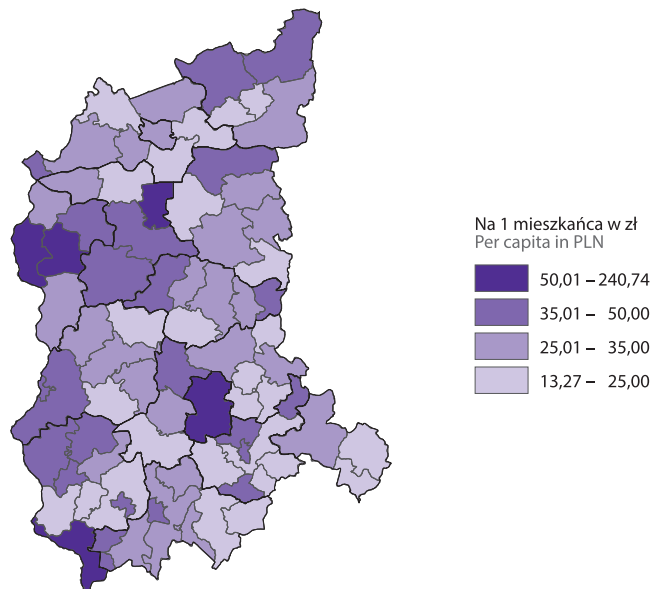 Na 1 mieszkańca w zł
Per capita in PLN
50,01 – 240,74
35,01 – 50,00
25,01 – 35,00
13,27 – 25,00